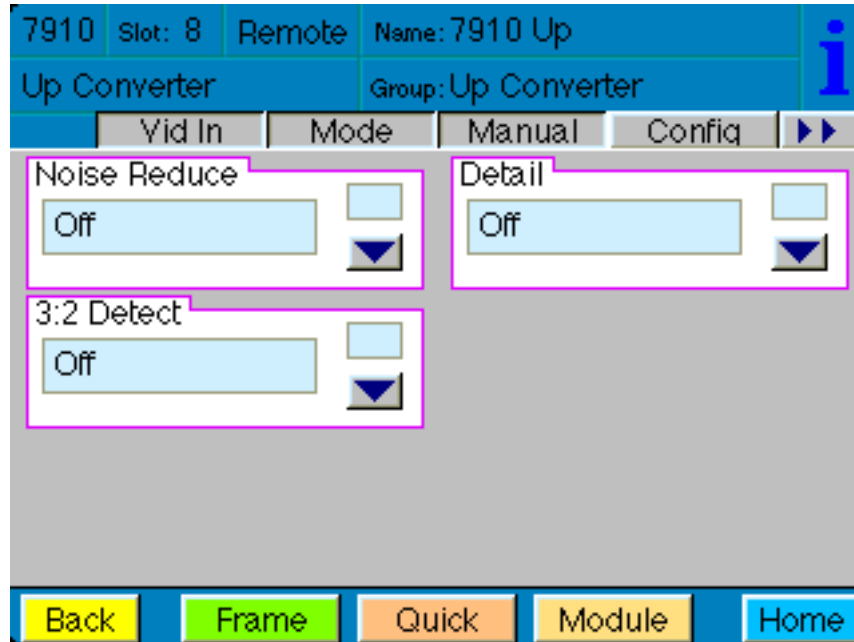 7910 Slot: 8 Remote Name: 7910 Up
Up Converter Group: Up Converter
Vid In Mode Manual Config
Noise Reduce Detail
Off Off
3:2 Detect
Off
Back Frame Quick Module Home